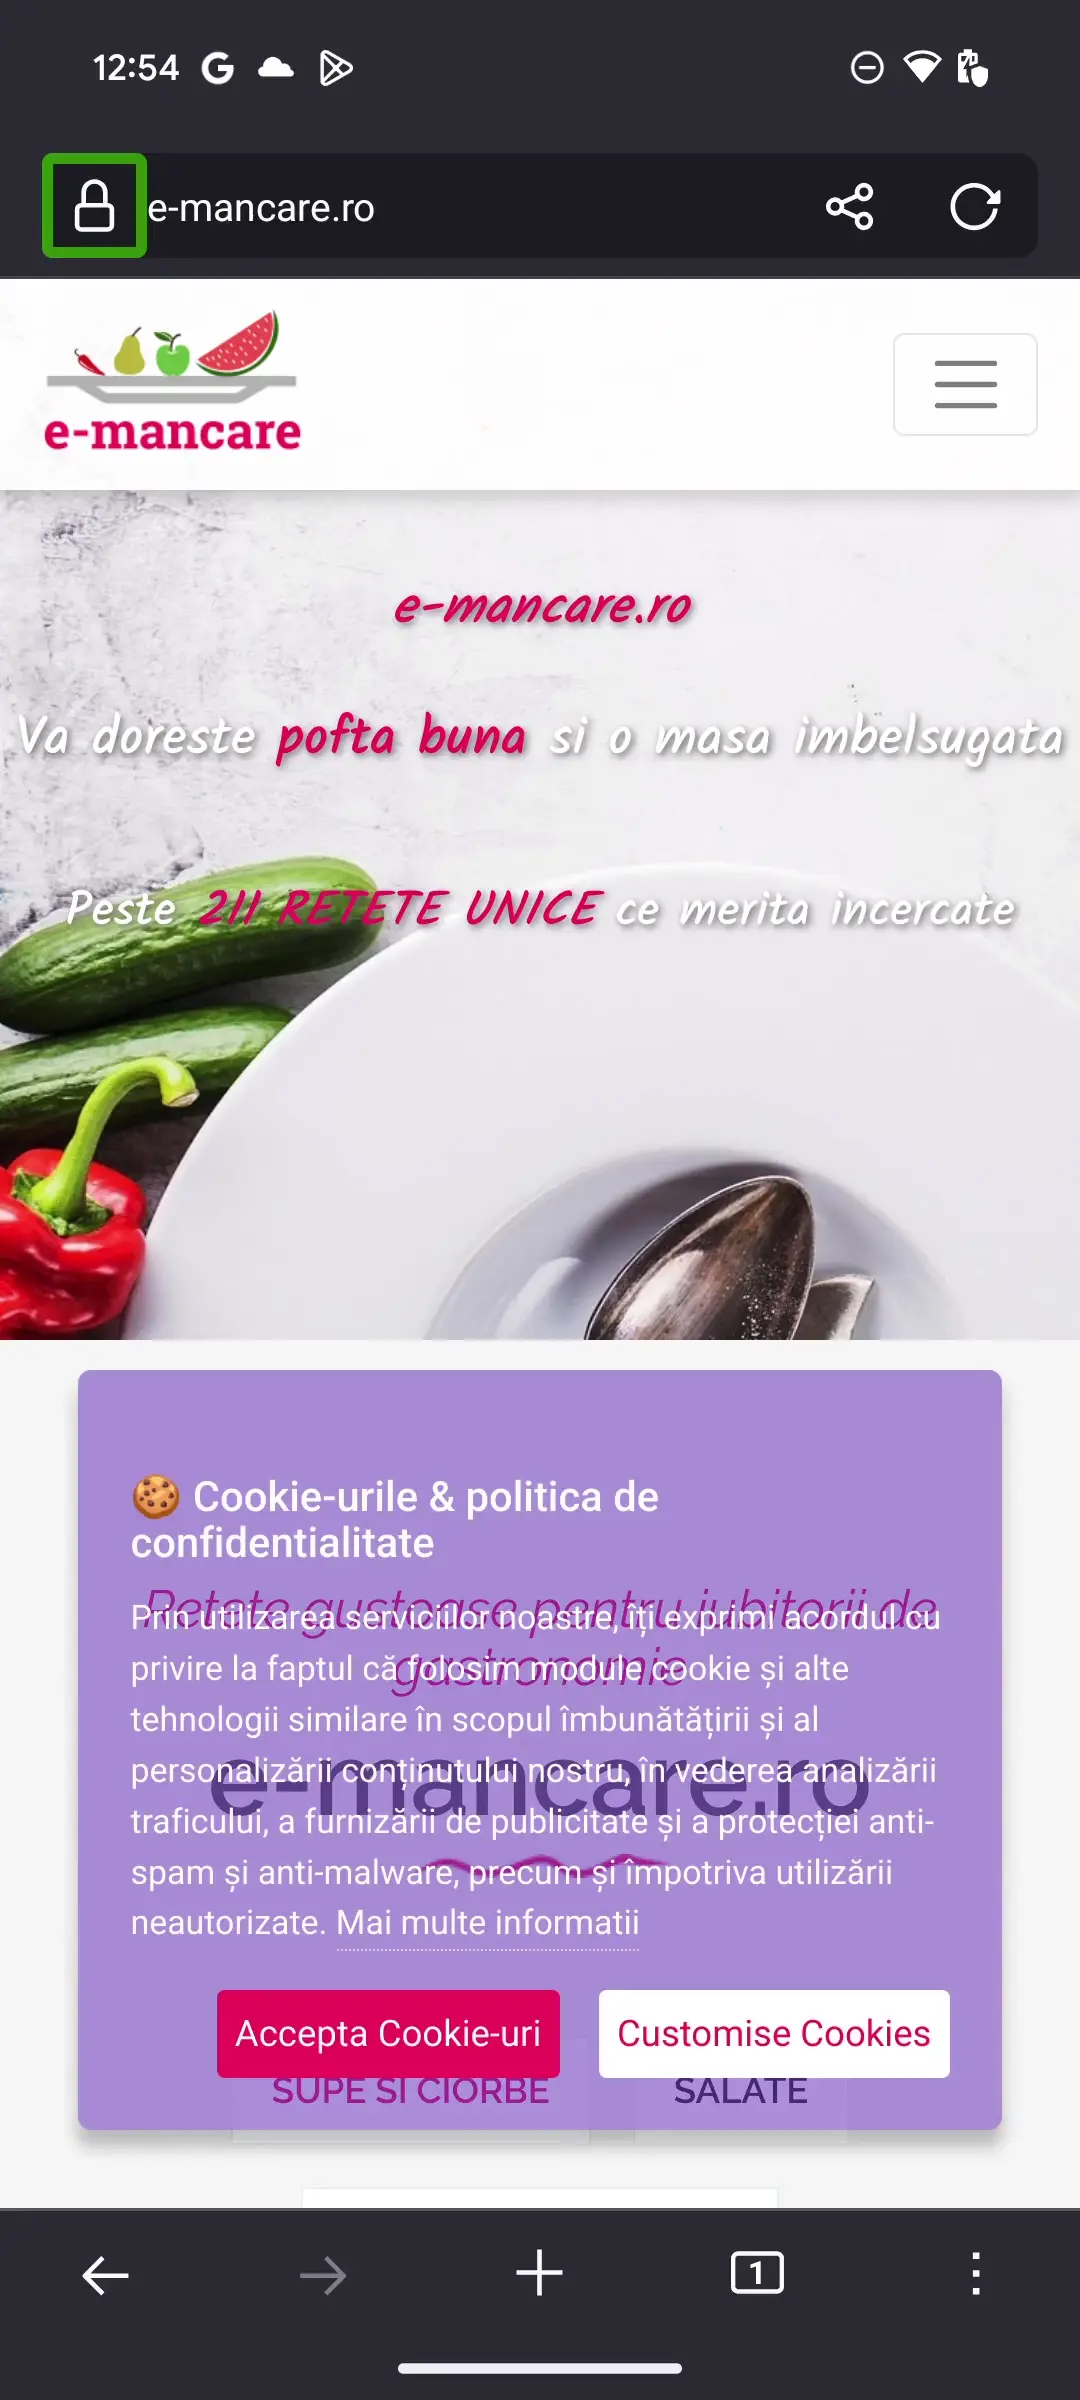 12:54
e-mancare.ro
e-mancare
e-mancare.ro
Va doreste pofta buna si o masa imbelsugata
Peste 211 RETETE UNICE ce merita incercate
Cookie-urile & politica de
confidentialitate
Retete gustoase pentru iubitorii de
gastronomie
Prin utilizarea serviciilor noastre, îți exprimi acordul cu
privire la faptul că folosim module cookie și alte
tehnologii similare în scopul îmbunătățirii și al
personalizării conținutului nostru, în vederea analizării
traficului, a furnizării de publicitate și a protecției anti-
spam și anti-malware, precum și împotriva utilizării
neautorizate. Mai multe informatii
e-mancare.ro
Accepta Cookie-uri Customise Cookies
SUPE SI CIORBE SALATE
1